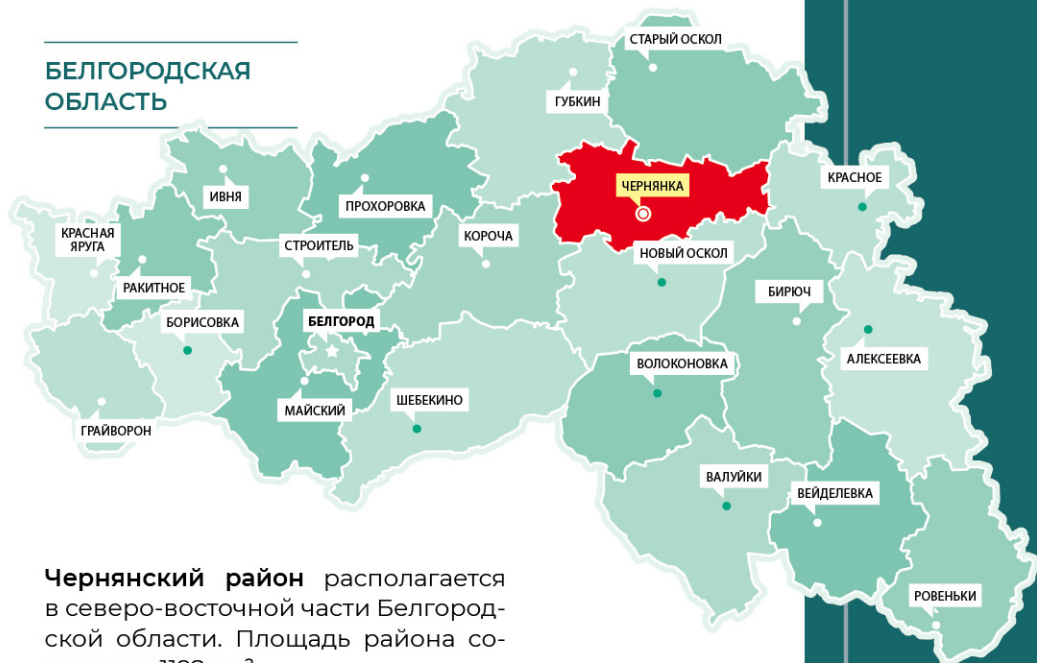 БЕЛГОРОДСКАЯ
ОБЛАСТЬ
СТАРЫЙ ОСКОЛ
ГУБКИН
ЧЕРНЯНКА
КРАСНОЕ
ИВНЯ
ПРОХОРОВКА
КРАСНАЯ
ЯРУГА
СТРОИТЕЛЬ
КОРОЧА
НОВЫЙ ОСКОЛ
РАКИТНОЕ
БИРЮЧ
БОРИСОВКА
БЕЛГОРОД
АЛЕКСЕЕВКА
ВОЛОКОНОВКА
МАЙСКИЙ
ШЕБЕКИНО
ГРАЙВОРОН
ВАЛУЙКИ
ВЕЙДЕЛЕВКА
РОВЕНЬКИ
Чернянский район располагается
в северо-восточной части Белгород-
ской области. Площадь района со-